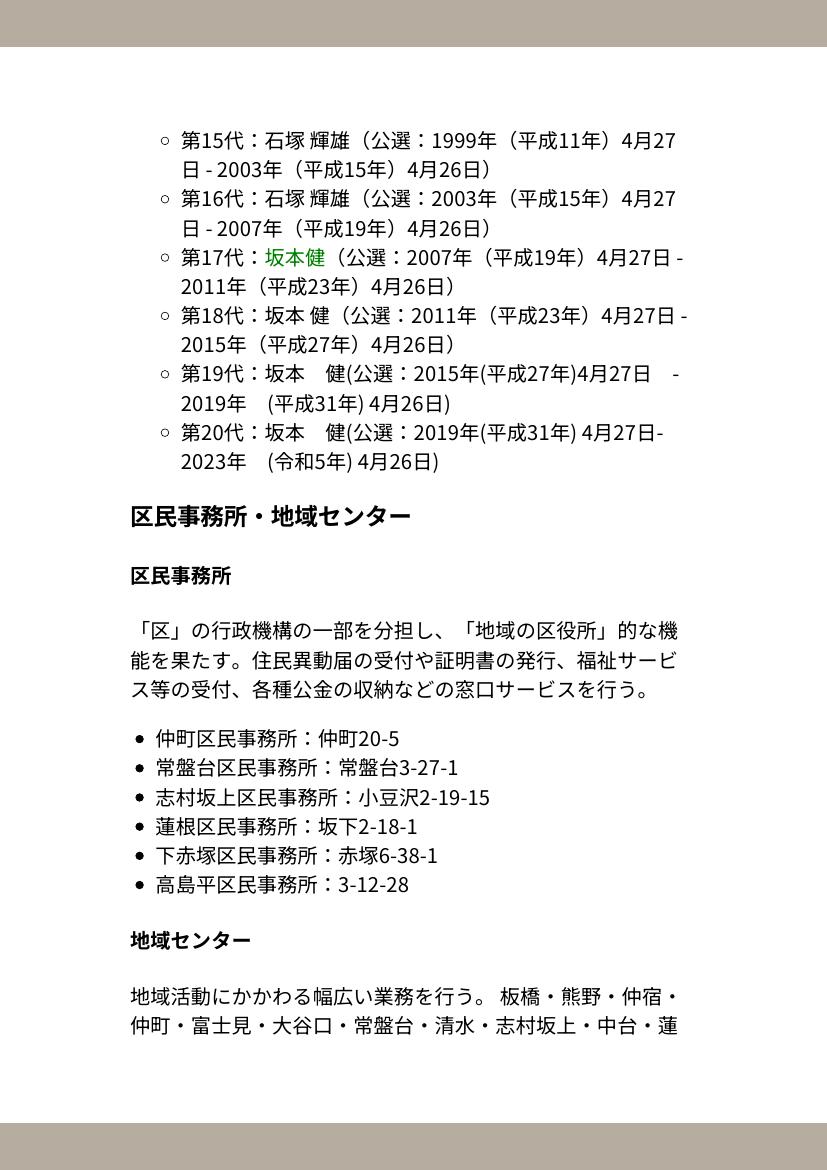 第15代：石塚 輝雄（公選：1999年（平成11年）4月27
日 - 2003年（平成15年）4月26日）
第16代：石塚 輝雄（公選：2003年（平成15年）4月27
日 - 2007年（平成19年）4月26日）
第17代：坂本健（公選：2007年（平成19年）4月27日 -
2011年（平成23年）4月26日）
第18代：坂本 健（公選：2011年（平成23年）4月27日 -
2015年（平成27年）4月26日）
第19代：坂本　健(公選：2015年(平成27年)4月27日　-
2019年　(平成31年) 4月26日)
第20代：坂本　健(公選：2019年(平成31年) 4月27日-
2023年　(令和5年) 4月26日)
区民事務所・地域センター
区民事務所
「区」の行政機構の一部を分担し、「地域の区役所」的な機
能を果たす。住民異動届の受付や証明書の発行、福祉サービ
ス等の受付、各種公金の収納などの窓口サービスを行う。
仲町区民事務所：仲町20-5
常盤台区民事務所：常盤台3-27-1
志村坂上区民事務所：小豆沢2-19-15
蓮根区民事務所：坂下2-18-1
下赤塚区民事務所：赤塚6-38-1
高島平区民事務所：3-12-28
地域センター
地域活動にかかわる幅広い業務を行う。 板橋・熊野・仲宿・
仲町・富士見・大谷口・常盤台・清水・志村坂上・中台・蓮